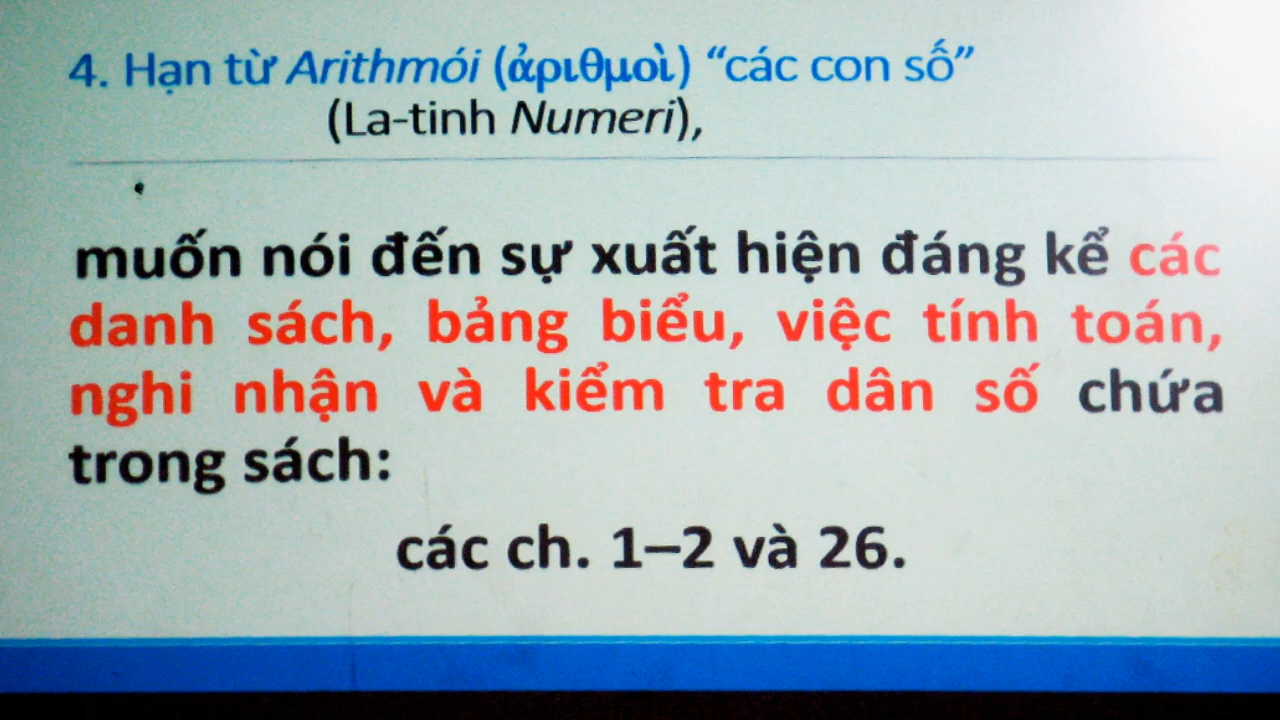 4. Hạn từ Arithmói (ἀριθμοὶ) “các con số”
(La-tinh Numeri),
muốn nói đến sự xuất hiện đáng kể các
danh sách, bảng biểu, việc tính toán,
nghi nhận và kiểm tra dân số chứa
trong sách:
các ch. 1–2 và 26.